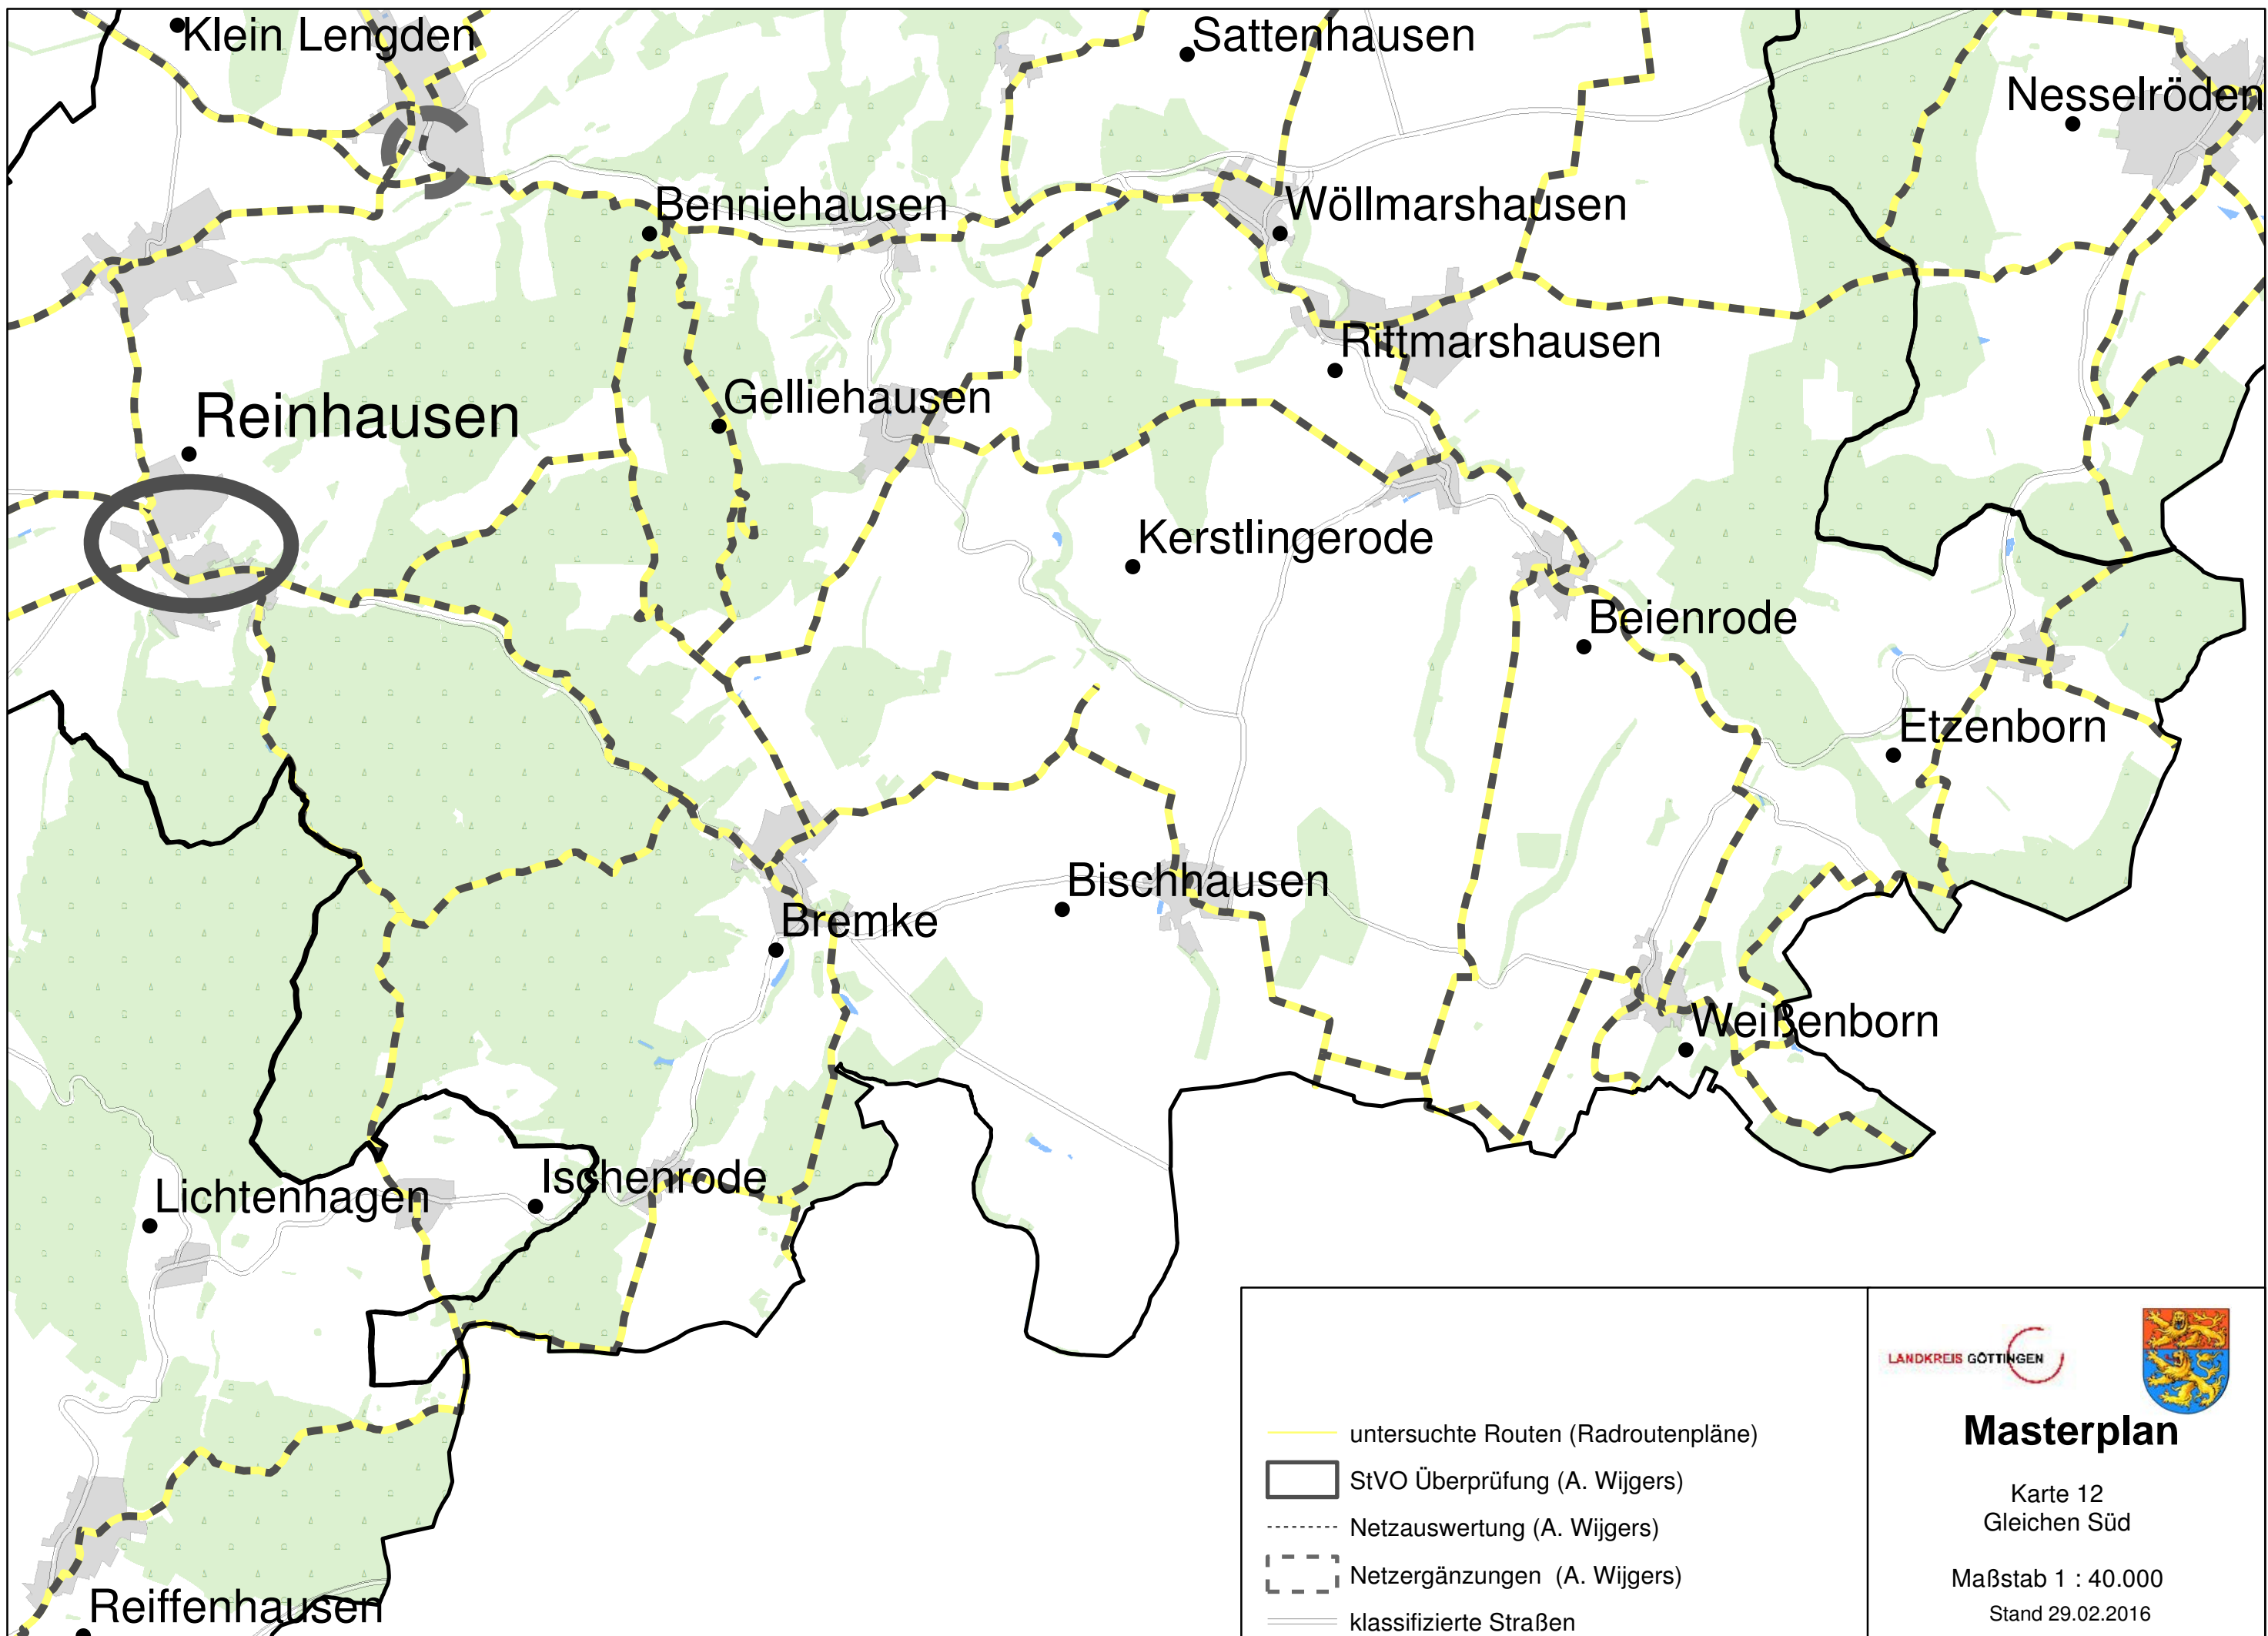 Klein Lengden
Sattenhausen
Nesselröden
Benniehausen
Wöllmarshausen
Rittmarshausen
Gelliehausen
Reinhausen
Kerstlingerode
Beienrode
Etzenborn
Bischhausen
Bremke
Weißenborn
Ischenrode
Lichtenhagen
Reiffenhausen
untersuchte Routen (Radroutenpläne)
StVO Überprüfung (A. Wijgers)
Netzauswertung (A. Wijgers)
Netzergänzungen (A. Wijgers)
klassifizierte Straßen
LANDKREIS GÖTTINGEN
Masterplan
Karte 12
Gleichen Süd
Maßstab 1 : 40.000
Stand 29.02.2016